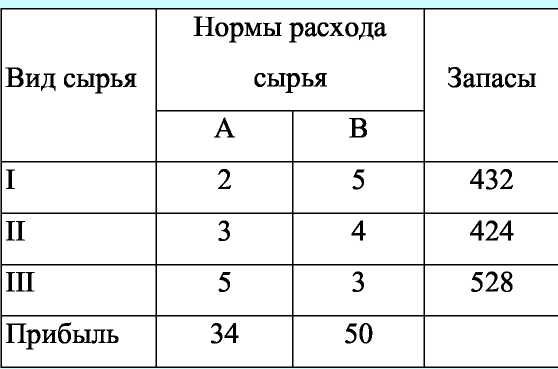 Вид сырья Нормы расхода сырья Запасы
А В
I 2 5 432
II 3 4 424
III 5 3 528
Прибыль 34 50